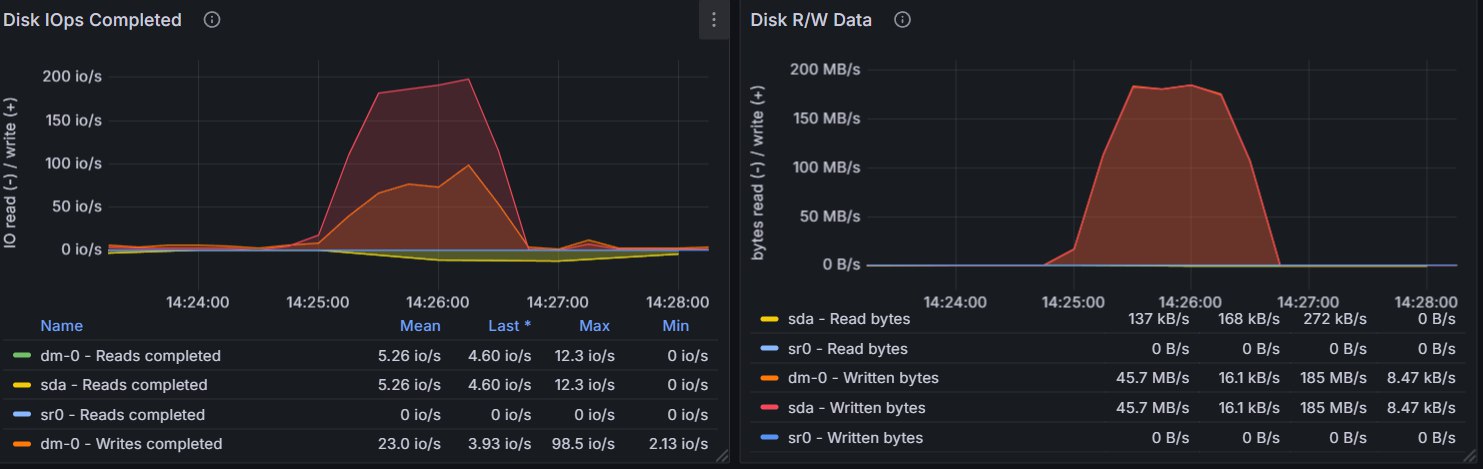 Disk IOps Completed
IO read (-) / write (+)
200 io/s
150 io/s
100 io/s
50 io/s
0 io/s
14:24:00 14:25:00 14:26:00 14:27:00 14:28:00
Name Mean Last * Max Min
dm-0 - Reads completed 5.26 io/s 4.60 io/s 12.3 io/s 0 io/s
sda - Reads completed 5.26 io/s 4.60 io/s 12.3 io/s 0 io/s
sr0 - Reads completed 0 io/s 0 io/s 0 io/s 0 io/s
dm-0 - Writes completed 23.0 io/s 3.93 io/s 98.5 io/s 2.13 io/s
Disk R/W Data
bytes read (-) / write (+)
200 MB/s
150 MB/s
100 MB/s
50 MB/s
0 B/s
14:24:00 14:25:00 14:26:00 14:27:00 14:28:00
sda - Read bytes 137 kB/s 168 kB/s 272 kB/s 0 B/s
sr0 - Read bytes 0 B/s 0 B/s 0 B/s 0 B/s
dm-0 - Written bytes 45.7 MB/s 16.1 kB/s 185 MB/s 8.47 kB/s
sda - Written bytes 45.7 MB/s 16.1 kB/s 185 MB/s 8.47 kB/s
sr0 - Written bytes 0 B/s 0 B/s 0 B/s 0 B/s